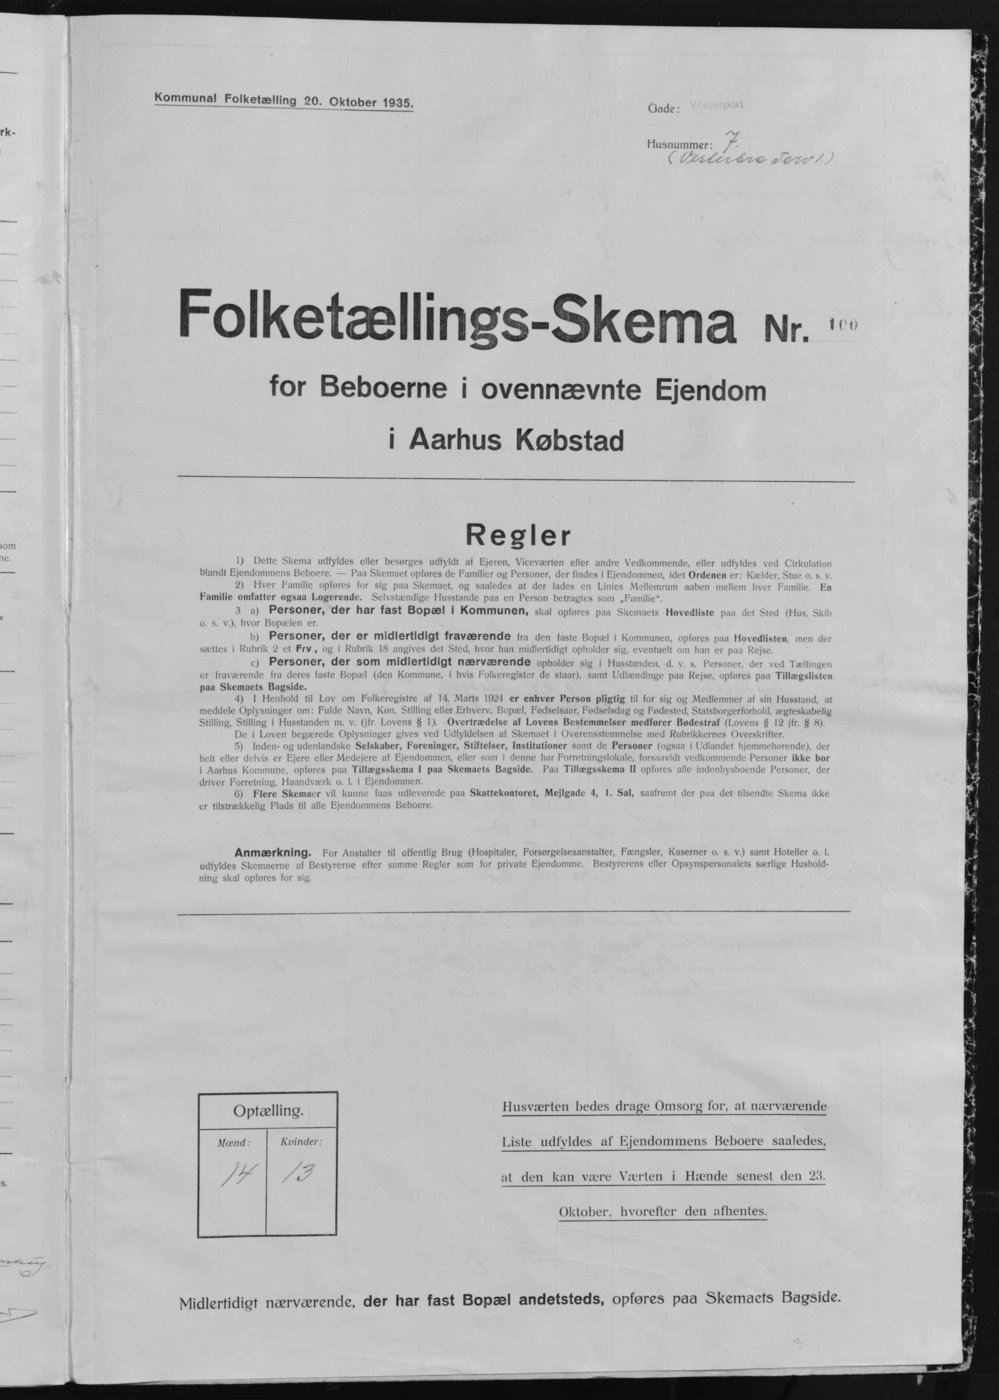 Kommunal Folketælling 20. Oktober 1935.
Gade: Vesterport
Husnummer: 7.
(Vesterbro Torv 1.)
Folketællings-Skema Nr. 100
for Beboerne i ovennævnte Ejendom
i Aarhus Købstad
Regler
1) Dette Skema udfyldes eller besørges udfyldt af Ejeren, Viceværten eller andre Vedkommende, eller udfyldes ved Cirkulation
blandt Ejendommens Beboere. — Paa Skemaet opføres de Familier og Personer, der findes i Ejendommen, idet Ordenen er: Kælder, Stue o. s. v.
2) Hver Familie opføres for sig paa Skemaet, og saaledes at der lades en Linies Mellemrum aaben mellem hver Familie. En
Familie omfatter ogsaa Logerende. Selvstændige Husstande paa en Person betragtes som „Familie“.
3 a) Personer, der har fast Bopæl i Kommunen, skal opføres paa Skemaets Hovedliste paa det Sted (Hus, Skib
o. s. v.), hvor Bopælen er.
b) Personer, der er midlertidigt fraværende fra den faste Bopæl i Kommunen, opføres paa Hovedlisten, men der
sættes i Rubrik 2 et Frv, og i Rubrik 18 angives det Sted, hvor han midlertidigt opholder sig, eventuelt om han er paa Rejse.
c) Personer, der som midlertidigt nærværende opholder sig i Husstanden, d. v. s. Personer, der ved Tællingen
er fraværende fra deres faste Bopæl (den Kommune, i hvis Folkeregister de staar), samt Udlændinge paa Rejse, opføres paa Tillægslisten
paa Skemaets Bagside.
4) I Henhold til Lov om Folkeregistre af 14. Marts 1924 er enhver Person pligtig til for sig og Medlemmer af sin Husstand, at
meddele Oplysninger om: Fulde Navn, Køn, Stilling eller Erhverv, Bopæl, Fødselsaar, Fødselsdag og Fødested, Statsborgerforhold, ægteskabelig
Stilling, Stilling i Husstanden m. v. (jfr. Lovens § 1). Overtrædelse af Lovens Bestemmelser medfører Bødestraf (Lovens § 12 jfr. § 8).
De i Loven begærede Oplysninger gives ved Udfyldelsen af Skemaet i Overensstemmelse med Rubrikkernes Overskrifter.
5) Inden- og udenlandske Selskaber, Foreninger, Stiftelser, Institutioner samt de Personer (ogsaa i Udlandet hjemmehørende), der
helt eller delvis er Ejere eller Medejere af Ejendommen, eller som i denne har Forretningslokale, forsaavidt vedkommende Personer ikke bor
i Aarhus Kommune, opføres paa Tillægsskema I paa Skemaets Bagside. Paa Tillægsskema II opføres alle indenbysboende Personer, der
driver Forretning, Haandværk o. l. i Ejendommen.
6) Flere Skemaer vil kunne faas udleverede paa Skattekontoret, Mejlgade 4, 1. Sal, saafremt der paa det tilsendte Skema ikke
er tilstrækkelig Plads til alle Ejendommens Beboere.
Anmærkning. For Anstalter til offentlig Brug (Hospitaler, Forsørgelsesanstalter, Fængsler, Kaserner o. s. v.) samt Hoteller o. l.
udfyldes Skemaerne af Bestyrerne efter samme Regler som for private Ejendomme. Bestyrerens eller Opsynspersonalets særlige Hushold-
ning skal opføres for sig.
Optælling.
Mænd: Kvinder:
14 13
Husværten bedes drage Omsorg for, at nærværende
Liste udfyldes af Ejendommens Beboere saaledes,
at den kan være Værten i Hænde senest den 23.
Oktober, hvorefter den afhentes.
Midlertidigt nærværende, der har fast Bopæl andetsteds, opføres paa Skemaets Bagside.